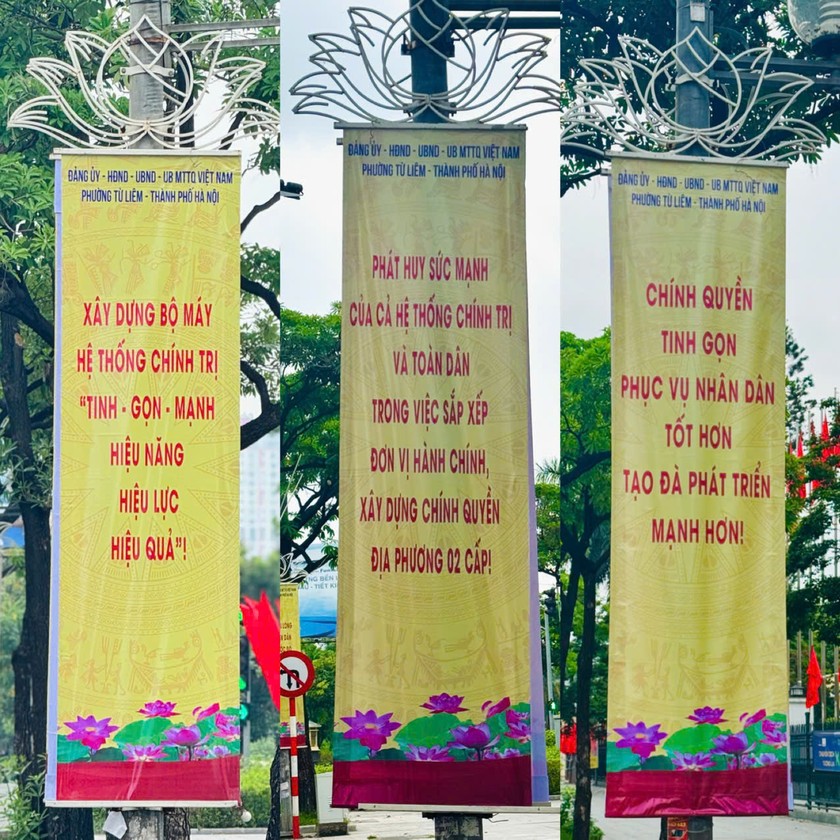 ĐẢNG ỦY - HĐND - UBND - UB MTTQ VIỆT NAM
PHƯỜNG TỪ LIÊM - THÀNH PHỐ HÀ NỘI
XÂY DỰNG BỘ MÁY
HỆ THỐNG CHÍNH TRỊ
“TINH - GỌN - MẠNH
HIỆU NĂNG
HIỆU LỰC
HIỆU QUẢ”!
ĐẢNG ỦY - HĐND - UBND - UB MTTQ VIỆT NAM
PHƯỜNG TỪ LIÊM - THÀNH PHỐ HÀ NỘI
PHÁT HUY SỨC MẠNH
CỦA CẢ HỆ THỐNG CHÍNH TRỊ
VÀ TOÀN DÂN
TRONG VIỆC SẮP XẾP
ĐƠN VỊ HÀNH CHÍNH,
XÂY DỰNG CHÍNH QUYỀN
ĐỊA PHƯƠNG 02 CẤP!
ĐẢNG ỦY - HĐND - UBND - UB MTTQ VIỆT NAM
PHƯỜNG TỪ LIÊM - THÀNH PHỐ HÀ NỘI
CHÍNH QUYỀN
TINH GỌN
PHỤC VỤ NHÂN DÂN
TỐT HƠN
TẠO ĐÀ PHÁT TRIỂN
MẠNH HƠN!